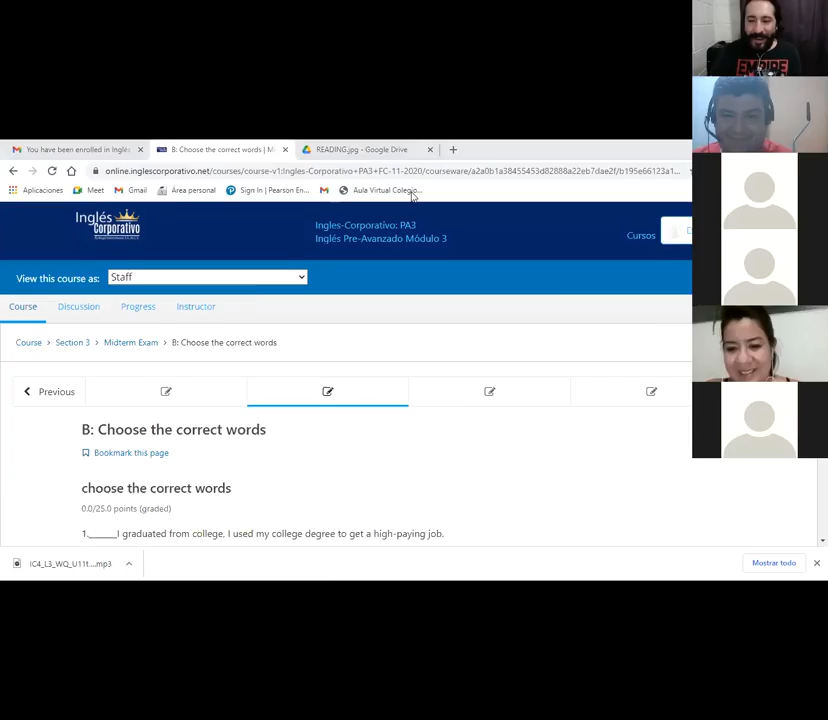 EMPIRE
You have been enrolled in Inglés
B: Choose the correct words | M
READING.jpg - Google Drive
online.inglescorporativo.net/courses/course-v1:Ingles-Corporativo+PA3+FC-11-2020/courseware/a2a0b1a38455453d82888a22eb7dae2f/b195e66123a1...
Aplicaciones
Meet
Gmail
Área personal
Sign In | Pearson En...
Aula Virtual Colegio...
Inglés
Corporativo
Ingles-Corporativo: PA3
Inglés Pre-Avanzado Módulo 3
Cursos
View this course as:
Staff
Course
Discussion
Progress
Instructor
Course > Section 3 > Midterm Exam > B: Choose the correct words
Previous
B: Choose the correct words
Bookmark this page
choose the correct words
0.0/25.0 points (graded)
1.______I graduated from college, I used my college degree to get a high-paying job.
IC4_L3_WQ_U11t....mp3
Mostrar todo